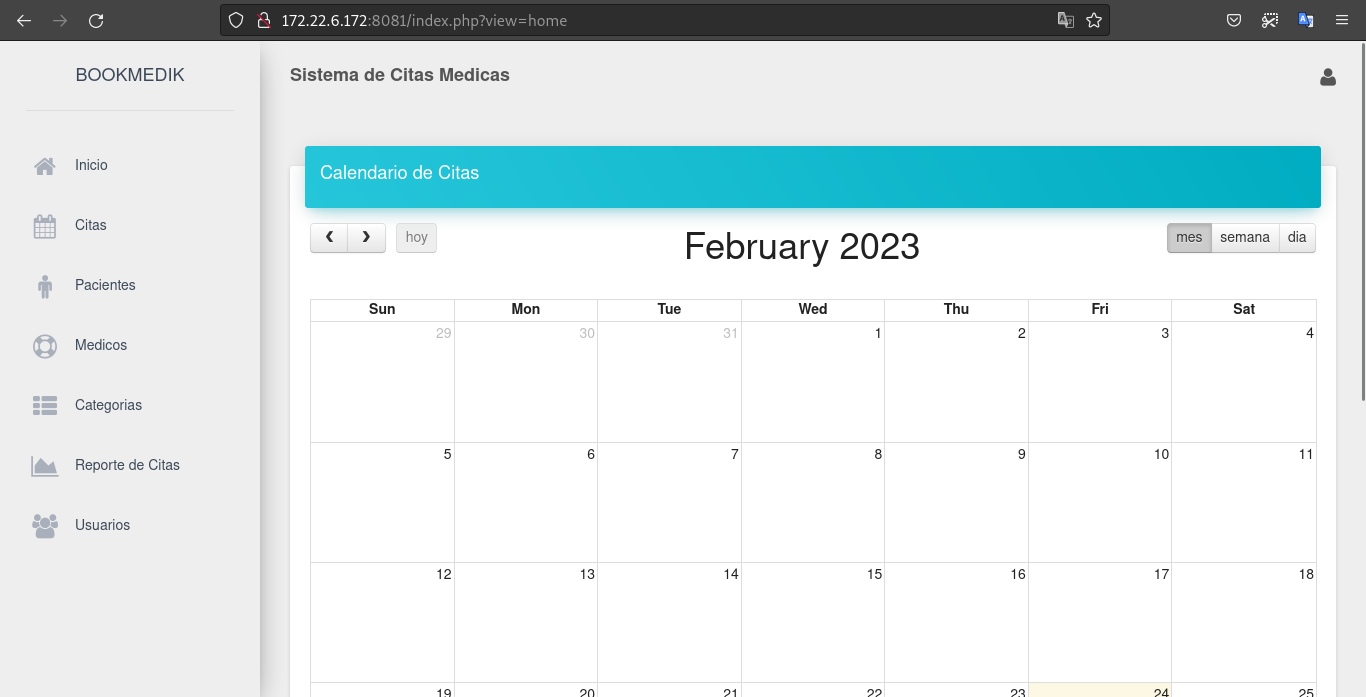 172.22.6.172:8081/index.php?view=home
BOOKMEDIK
Sistema de Citas Medicas
Inicio
Citas
Pacientes
Medicos
Categorias
Reporte de Citas
Usuarios
Calendario de Citas
hoy
February 2023
mes semana dia
Sun Mon Tue Wed Thu Fri Sat
29 30 31 1 2 3 4
5 6 7 8 9 10 11
12 13 14 15 16 17 18
19 20 21 22 23 24 25